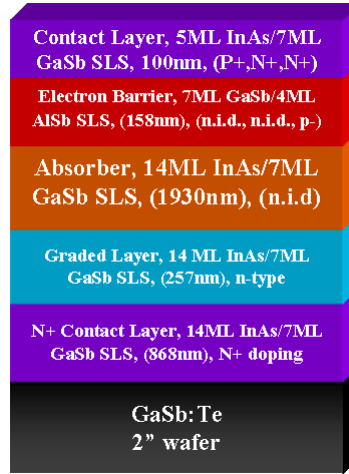 Contact Layer, 5ML InAs/7ML
GaSb SLS, 100nm, (P+,N+,N+)
Electron Barrier, 7ML GaSb/4ML
AlSb SLS, (158nm), (n.i.d., n.i.d., p-)
Absorber, 14ML InAs/7ML
GaSb SLS, (1930nm), (n.i.d)
Graded Layer, 14 ML InAs/7ML
GaSb SLS, (257nm), n-type
N+ Contact Layer, 14ML InAs/7ML
GaSb SLS, (868nm), N+ doping
GaSb:Te
2” wafer